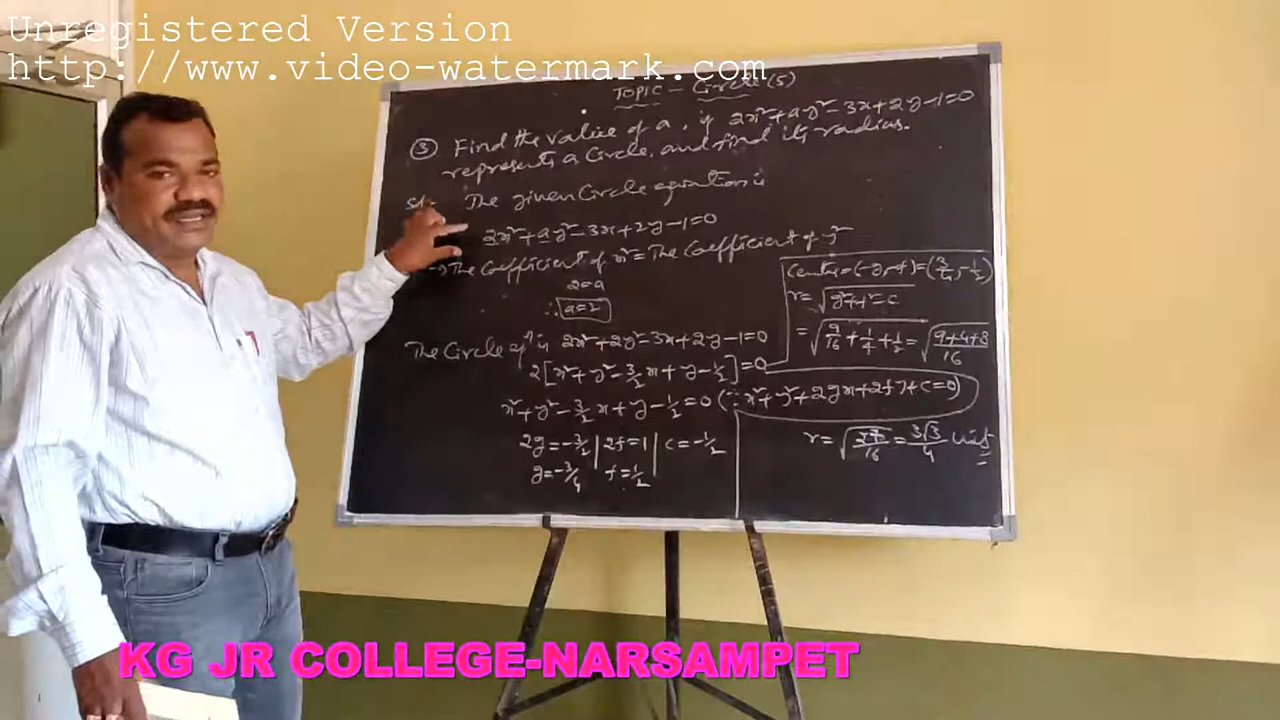 Unregistered Version
http://www.video-watermark.com
TOPIC - Circle (5)
③ Find the value of a, if 2x²+ay²-3x+2y-1=0
represents a Circle, and find its radius.
Sol:- The given Circle equation is
2x²+ay²-3x+2y-1=0
⇒ The Coefficient of x² = The Coefficient of y²
2=a
∴ a=2
The Circle eqn is 2x²+2y²-3x+2y-1=0
2[x²+y²-3/2x+y-1/2]=0
x²+y²-3/2x+y-1/2=0 (∵ x²+y²+2gx+2fy+c=0)
2g=-3/2 | 2f=1 | c=-1/2
g=-3/4 f=1/2
Centre=(-g,-f)=(3/4,-1/2)
r=√g²+f²-c
=√9/16+1/4+1/2=√9+4+8/16
r=√27/16=3√3/4 units
KG JR COLLEGE-NARSAMPET